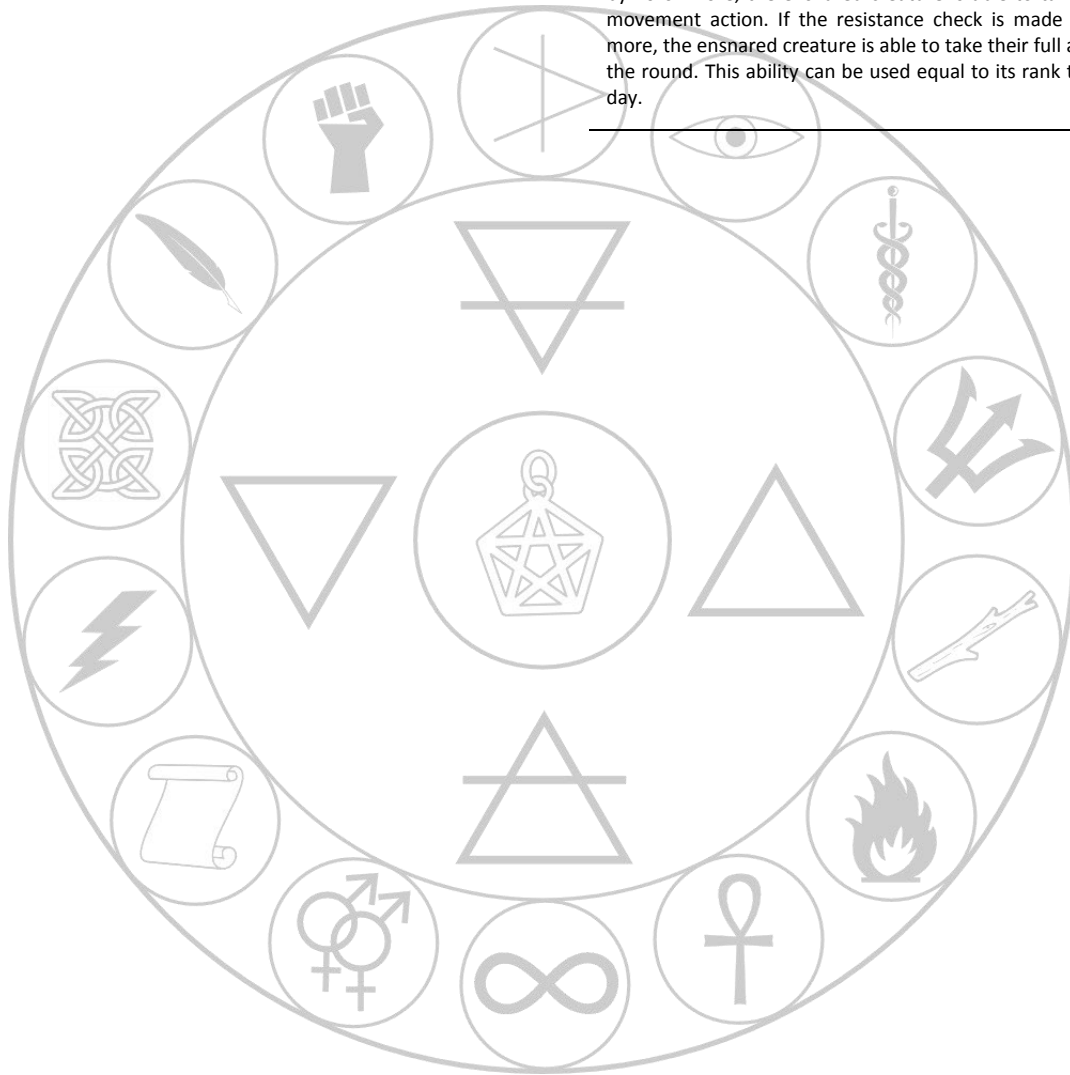 movement action. If the resistance check is made
more, the ensnared creature is able to take their full
the round. This ability can be used equal to its rank
day.